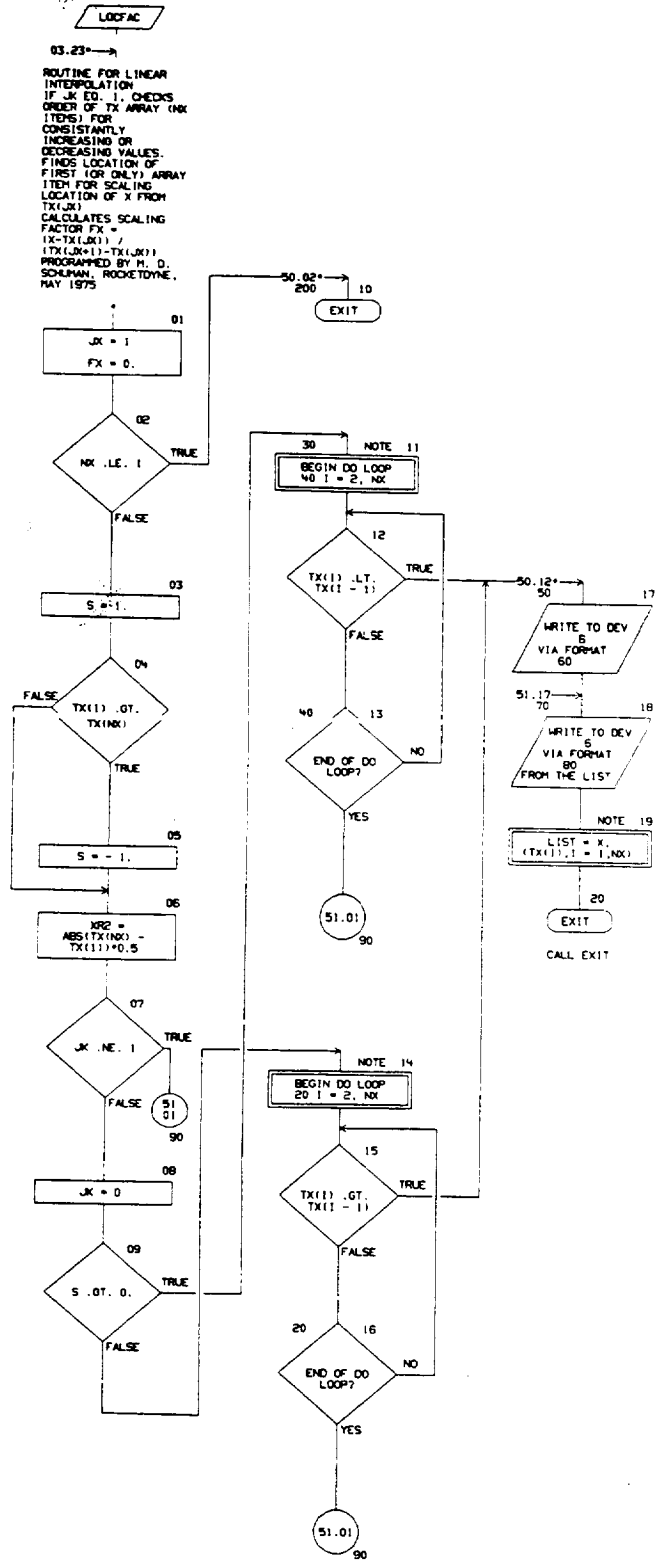 LOCFAC
03.23*
ROUTINE FOR LINEAR
INTERPOLATION
IF JK EQ. 1, CHECKS
ORDER OF TX ARRAY (NX
ITEMS) FOR
CONSISTANTLY
INCREASING OR
DECREASING VALUES.
FINDS LOCATION OF
FIRST (OR ONLY) ARRAY
ITEM FOR SCALING
LOCATION OF X FROM
TX(JX)
CALCULATES SCALING
FACTOR FX =
(X-TX(JX)) /
(TX(JX+1)-TX(JX))
PROGRAMMED BY M. D.
SCHUMAN, ROCKETDYNE,
MAY 1975
01
JX = 1
FX = 0.
02
NX .LE. 1
TRUE
FALSE
03
S = 1.
04
FALSE
TX(1) .GT.
TX(NX)
TRUE
05
S = - 1.
06
XR2 =
ABS(TX(NX) -
TX(1))*0.5
07
TRUE
JK .NE. 1
FALSE
51
01
90
08
JK = 0
09
TRUE
S .GT. 0.
FALSE
50.02*
200
10
EXIT
30
NOTE 11
BEGIN DO LOOP
40 I = 2, NX
12
TRUE
TX(I) .LT.
TX(I - 1)
FALSE
40
13
END OF DO
LOOP?
NO
YES
51.01
90
NOTE 14
BEGIN DO LOOP
20 I = 2, NX
15
TX(I) .GT.
TX(I - 1)
TRUE
FALSE
20
16
END OF DO
LOOP?
NO
YES
51.01
90
50.12*
50
17
WRITE TO DEV
6
VIA FORMAT
60
51.17
70
18
WRITE TO DEV
6
VIA FORMAT
80
FROM THE LIST
NOTE 19
LIST = X,
(TX(I),I = 1,NX)
20
EXIT
CALL EXIT